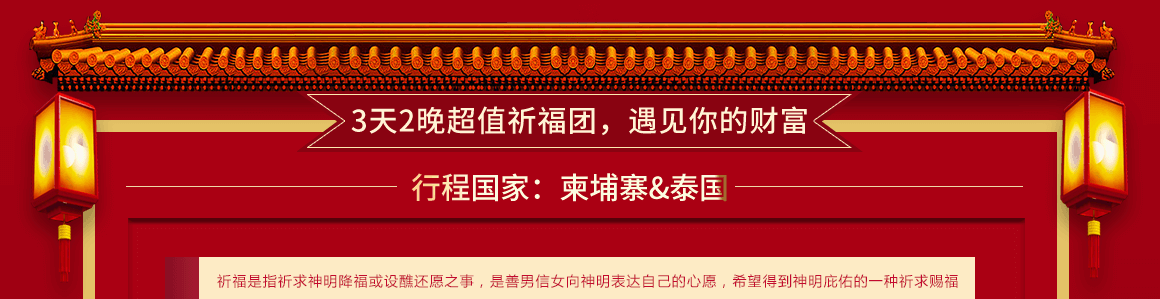 3天2晚超值祈福团，遇见你的财富
行程国家：柬埔寨&泰国
祈福是指祈求神明降福或设醮还愿之事，是善男信女向神明表达自己的心愿，希望得到神明庇佑的一种祈求赐福